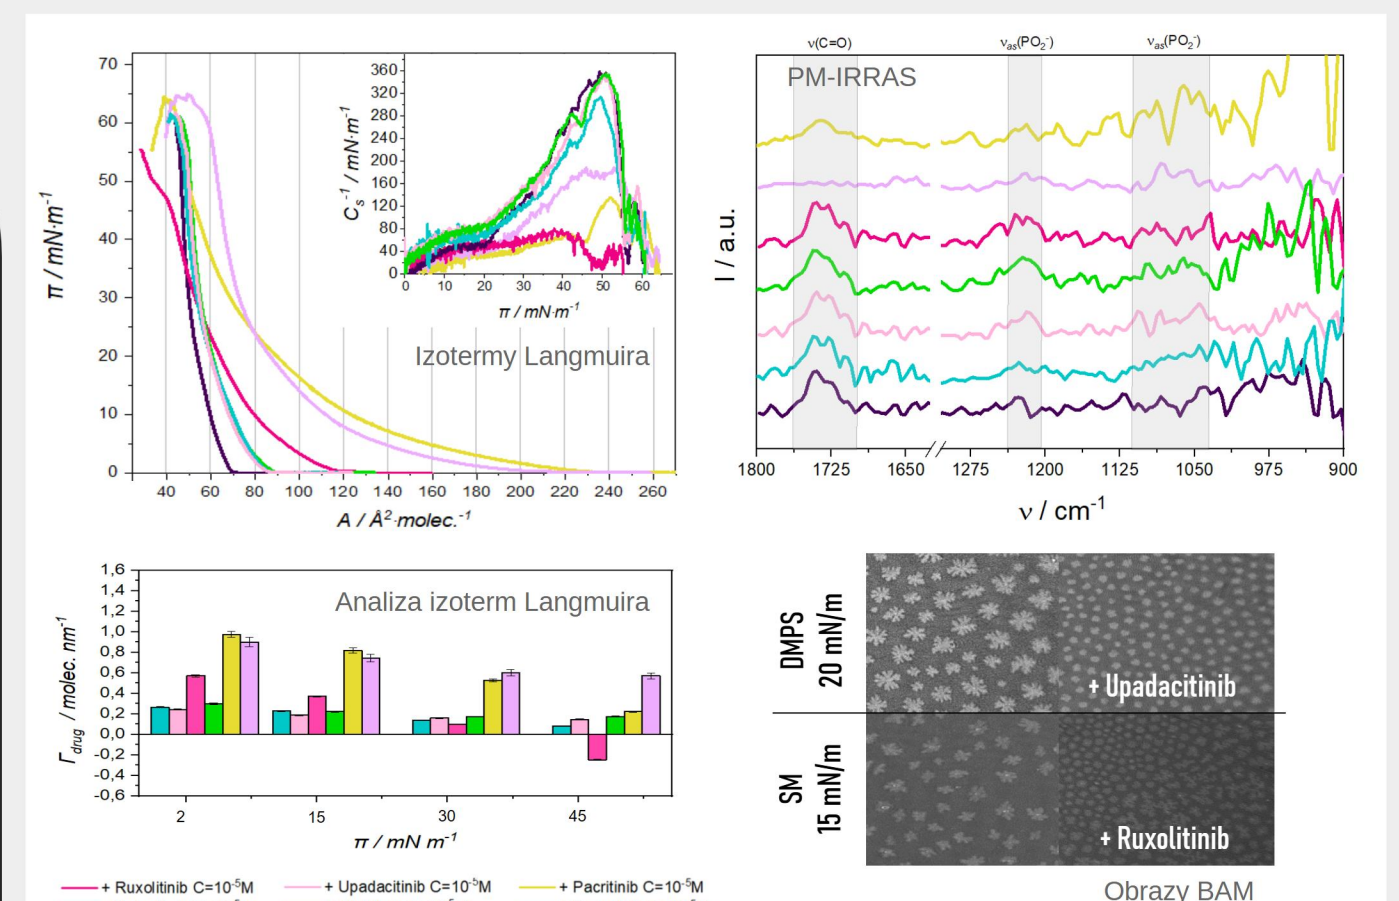 π / mN·m⁻¹
70
60
50
40
30
20
10
0
40 60 80 100 120 140 160 180 200 220 240 260
A / Å²·molec.⁻¹
Izotermy Langmuira
Cₛ⁻¹ / mN·m⁻¹
360
320
280
240
200
160
120
80
40
0
0 10 20 30 40 50 60
π / mN·m⁻¹
ν(C=O) νₐₛ(PO₂⁻) νₐₛ(PO₂⁻)
PM-IRRAS
I / a.u.
1800 1725 1650 1275 1200 1125 1050 975 900
ν / cm⁻¹
Analiza izoterm Langmuira
Γdrug / molec. nm⁻¹
1,6
1,4
1,2
1,0
0,8
0,6
0,4
0,2
0,0
-0,2
-0,4
-0,6
2 15 30 45
π / mN m⁻¹
DMPS
20 mN/m
+ Upadacitinib
SM
15 mN/m
+ Ruxolitinib
Obrazy BAM
+ Ruxolitinib C=10⁻⁵M + Upadacitinib C=10⁻⁵M + Pacritinib C=10⁻⁵M